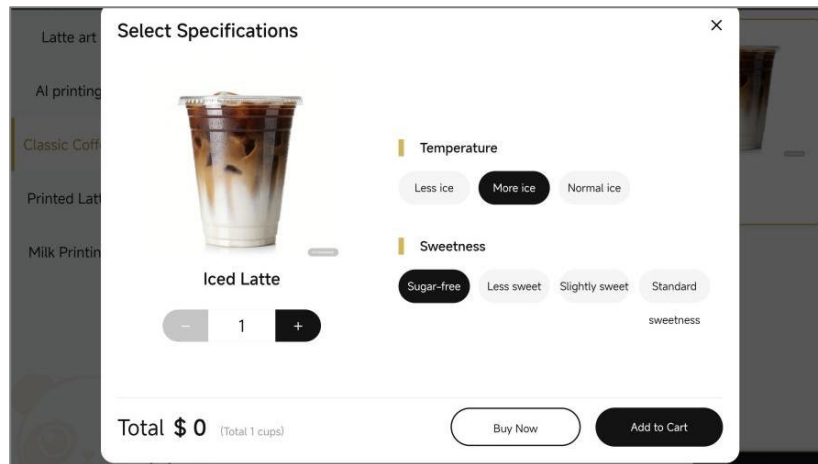 Latte art
AI printing
Classic Coff
Printed Latt
Milk Printin
Select Specifications
×
Iced Latte
− 1 +
Temperature
Less ice More ice Normal ice
Sweetness
Sugar-free Less sweet Slightly sweet Standard
sweetness
Total $ 0 (Total 1 cups)
Buy Now Add to Cart